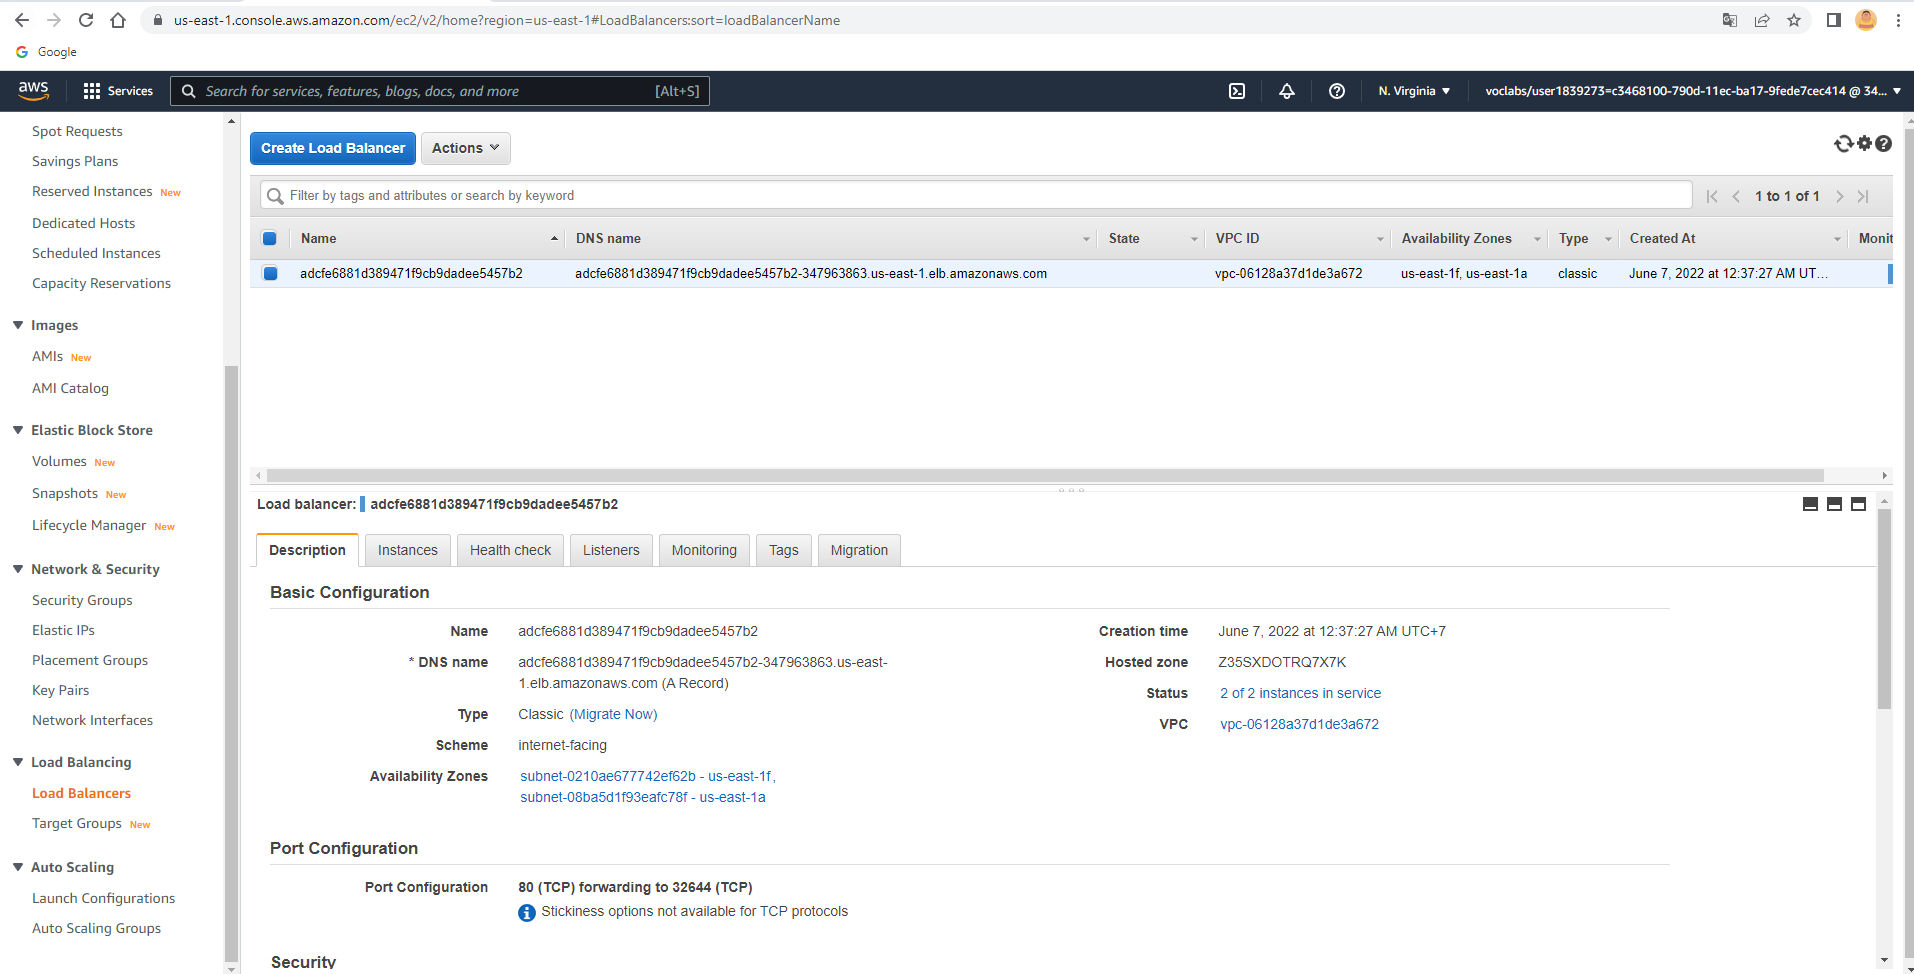 us-east-1.console.aws.amazon.com/ec2/v2/home?region=us-east-1#LoadBalancers:sort=loadBalancerName
Google
aws
Services
Search for services, features, blogs, docs, and more
[Alt+S]
N. Virginia
voclabs/user1839273=c3468100-790d-11ec-ba17-9fede7cec414 @ 34...
Spot Requests
Savings Plans
Reserved Instances New
Dedicated Hosts
Scheduled Instances
Capacity Reservations
Images
AMIs New
AMI Catalog
Elastic Block Store
Volumes New
Snapshots New
Lifecycle Manager New
Network & Security
Security Groups
Elastic IPs
Placement Groups
Key Pairs
Network Interfaces
Load Balancing
Load Balancers
Target Groups New
Auto Scaling
Launch Configurations
Auto Scaling Groups
Create Load Balancer
Actions
Filter by tags and attributes or search by keyword
1 to 1 of 1
Name DNS name State VPC ID Availability Zones Type Created At Monit
adcfe6881d389471f9cb9dadee5457b2 adcfe6881d389471f9cb9dadee5457b2-347963863.us-east-1.elb.amazonaws.com vpc-06128a37d1de3a672 us-east-1f, us-east-1a classic June 7, 2022 at 12:37:27 AM UT...
Load balancer: adcfe6881d389471f9cb9dadee5457b2
Description Instances Health check Listeners Monitoring Tags Migration
Basic Configuration
Name adcfe6881d389471f9cb9dadee5457b2
* DNS name adcfe6881d389471f9cb9dadee5457b2-347963863.us-east-
1.elb.amazonaws.com (A Record)
Type Classic (Migrate Now)
Scheme internet-facing
Availability Zones subnet-0210ae677742ef62b - us-east-1f,
subnet-08ba5d1f93eafc78f - us-east-1a
Creation time June 7, 2022 at 12:37:27 AM UTC+7
Hosted zone Z35SXDOTRQ7X7K
Status 2 of 2 instances in service
VPC vpc-06128a37d1de3a672
Port Configuration
Port Configuration 80 (TCP) forwarding to 32644 (TCP)
Stickiness options not available for TCP protocols
Security